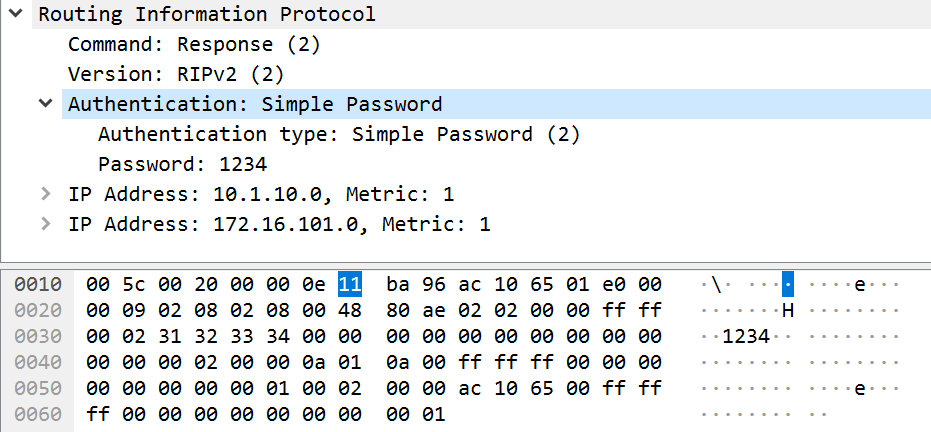 Routing Information Protocol
Command: Response (2)
Version: RIPv2 (2)
Authentication: Simple Password
Authentication type: Simple Password (2)
Password: 1234
IP Address: 10.1.10.0, Metric: 1
IP Address: 172.16.101.0, Metric: 1
0010 00 5c 00 20 00 00 0e 11 ba 96 ac 10 65 01 e0 00 ·\· ····· ····e···
0020 00 09 02 08 02 08 00 48 80 ae 02 02 00 00 ff ff ·······H ········
0030 00 02 31 32 33 34 00 00 00 00 00 00 00 00 00 00 ··1234·· ········
0040 00 00 00 02 00 00 0a 01 0a 00 ff ff ff 00 00 00 ········ ········
0050 00 00 00 00 00 01 00 02 00 00 ac 10 65 00 ff ff ········ ····e···
0060 ff 00 00 00 00 00 00 00 00 01 ········ ··